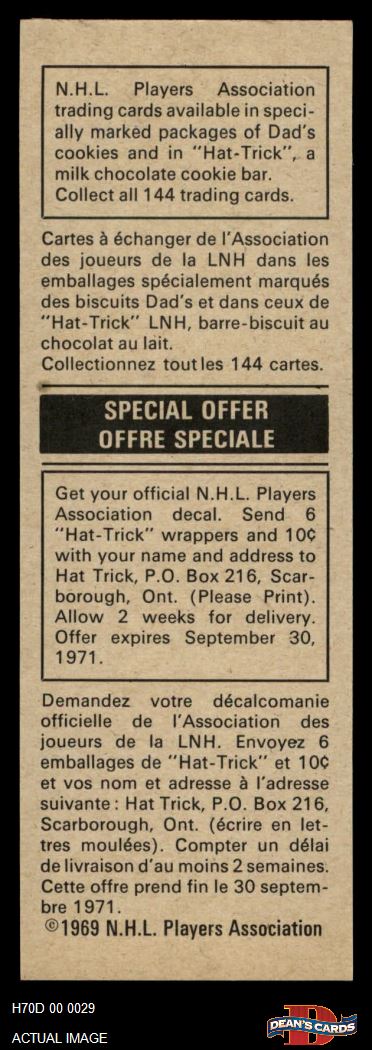 N.H.L. Players Association
trading cards available in speci-
ally marked packages of Dad's
cookies and in "Hat-Trick", a
milk chocolate cookie bar.
Collect all 144 trading cards.
Cartes à échanger de l'Association
des joueurs de la LNH dans les
emballages spécialement marqués
des biscuits Dad's et dans ceux de
"Hat-Trick" LNH, barre-biscuit au
chocolat au lait.
Collectionnez toutles 144 cartes.
SPECIAL OFFER
OFFRE SPECIALE
Get your official N.H.L. Players
Association decal. Send 6
"Hat-Trick" wrappers and 10¢
with your name and address to
Hat Trick, P.O. Box 216, Scar-
borough, Ont. (Please Print).
Allow 2 weeks for delivery.
Offer expires September 30,
1971.
Demandez votre décalcomanie
officielle de l'Association des
joueurs de la LNH. Envoyez 6
emballages de "Hat-Trick" et 10¢
et vos nom et adresse à l'adresse
suivante : Hat Trick, P.O. Box 216,
Scarborough, Ont. (écrire en let-
tres moulées). Compter un délai
de livraison d'au moins 2 semaines.
Cette offre prend fin le 30 septem-
bre 1971.
©1969 N.H.L. Players Association
H70D 00 0029
ACTUAL IMAGE
D
DEAN'S CARDS